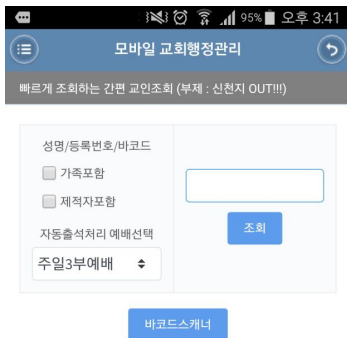 95% 오후 3:41
모바일 교회행정관리
빠르게 조회하는 간편 교인조회 (부제 : 신천지 OUT!!!)
성명/등록번호/바코드
가족포함
제적자포함
자동출석처리 예배선택
주일3부예배
조회
바코드스캐너